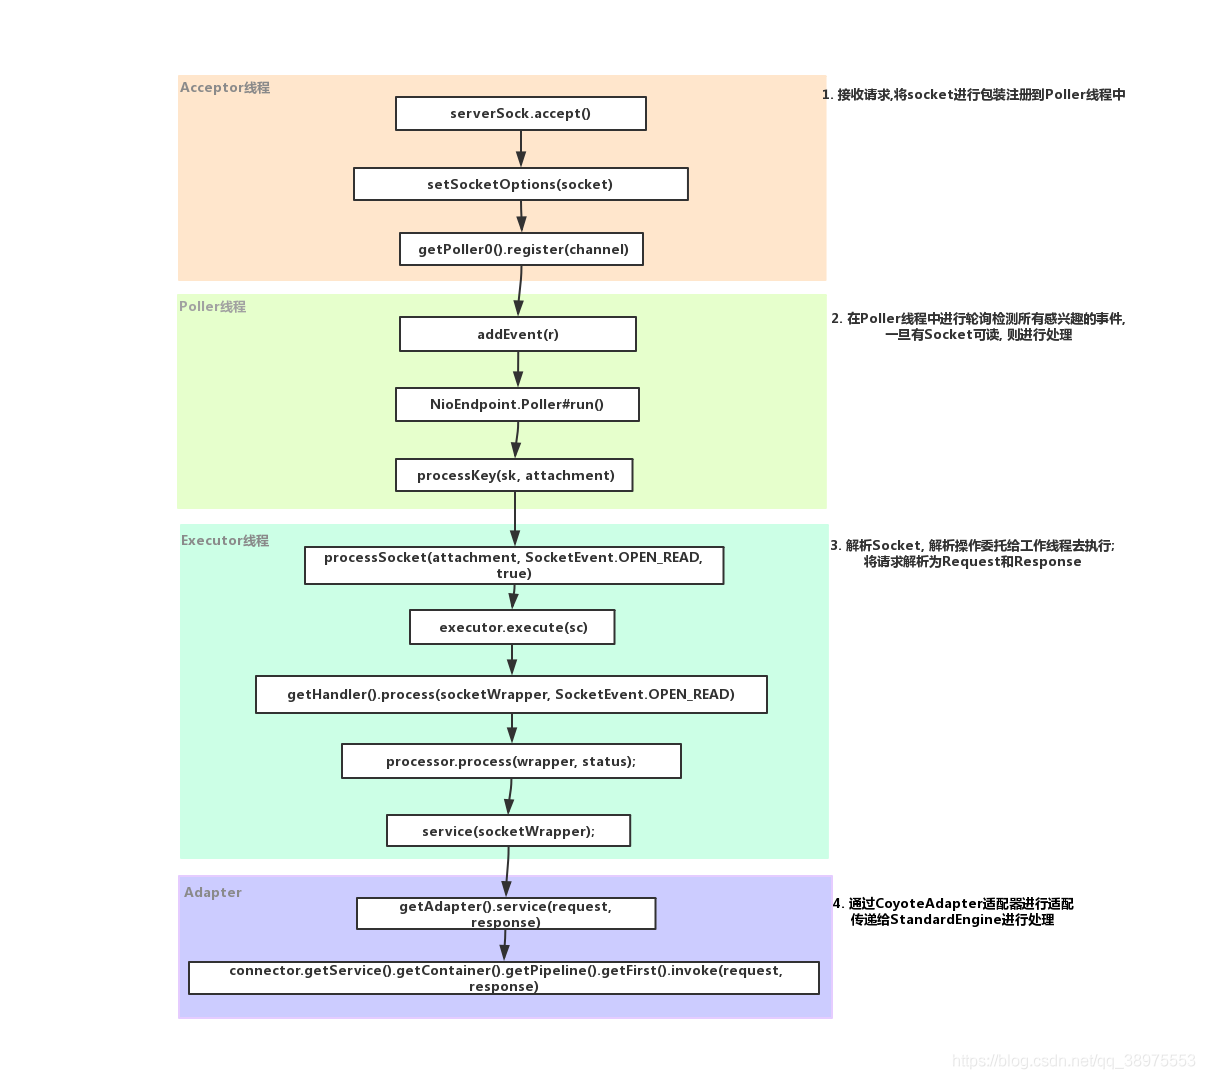 Acceptor线程
1. 接收请求,将socket进行包装注册到Poller线程中
serverSock.accept()
setSocketOptions(socket)
getPoller0().register(channel)
Poller线程
2. 在Poller线程中进行轮询检测所有感兴趣的事件,
一旦有Socket可读, 则进行处理
addEvent(r)
NioEndpoint.Poller#run()
processKey(sk, attachment)
Executor线程
3. 解析Socket, 解析操作委托给工作线程去执行;
将请求解析为Request和Response
processSocket(attachment, SocketEvent.OPEN_READ,
true)
executor.execute(sc)
getHandler().process(socketWrapper, SocketEvent.OPEN_READ)
processor.process(wrapper, status);
service(socketWrapper);
Adapter
4. 通过CoyoteAdapter适配器进行适配
传递给StandardEngine进行处理
getAdapter().service(request,
response)
connector.getService().getContainer().getPipeline().getFirst().invoke(request,
response)
https://blog.csdn.net/qq_38975553